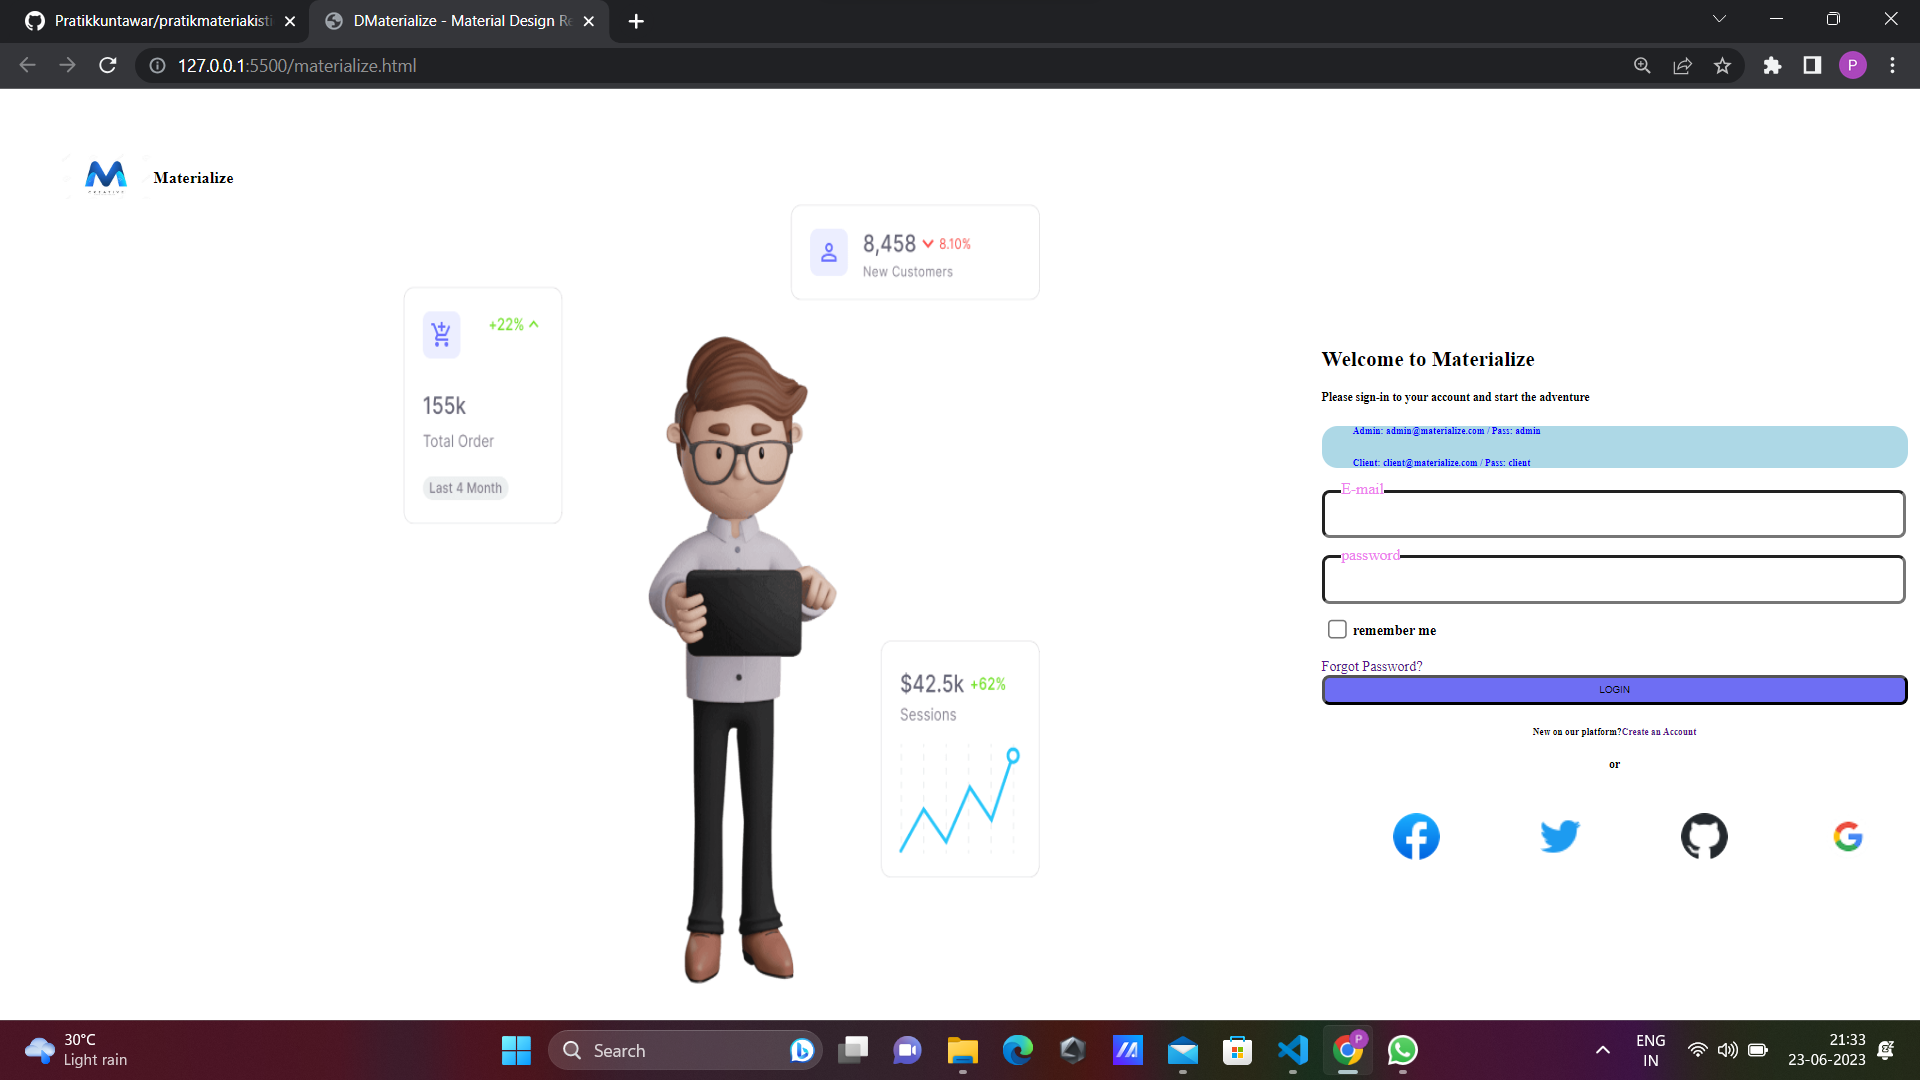 Pratikkuntawar/pratikmateriakisti
DMaterialize - Material Design Re
127.0.0.1:5500/materialize.html
P
Materialize
8,458 8.10%
New Customers
+22%
155k
Total Order
Last 4 Month
$42.5k +62%
Sessions
Welcome to Materialize
Please sign-in to your account and start the adventure
Admin: admin@materialize.com / Pass: admin
Client: client@materialize.com / Pass: client
E-mail
password
remember me
Forgot Password?
LOGIN
New on our platform?Create an Account
or
30°C
Light rain
Search
P
ENG
IN
21:33
23-06-2023